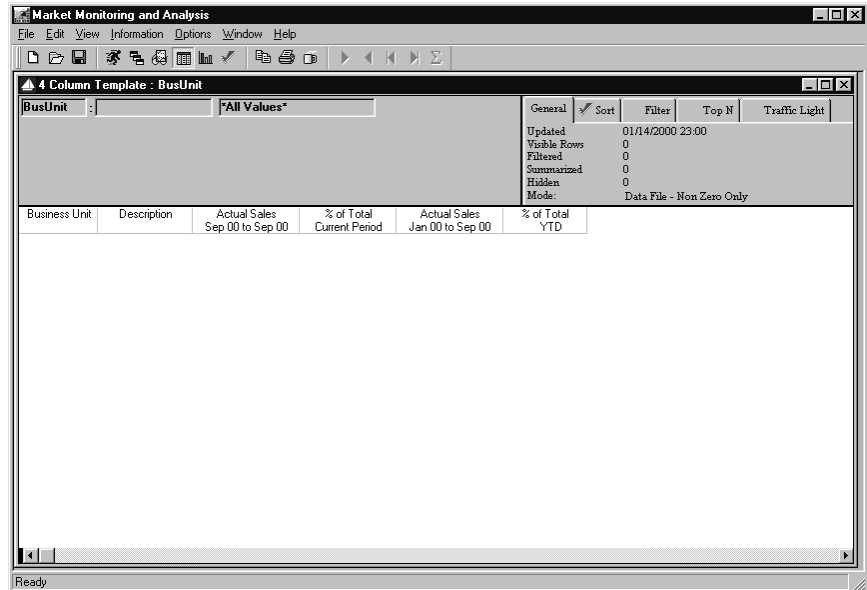 Market Monitoring and Analysis
File Edit View Information Options Window Help
4 Column Template : BusUnit
BusUnit : *All Values*
General Sort Filter Top N Traffic Light
Updated 01/14/2000 23:00
Visible Rows 0
Filtered 0
Summarized 0
Hidden 0
Mode: Data File - Non Zero Only
Business Unit Description Actual Sales % of Total Actual Sales % of Total
Sep 00 to Sep 00 Current Period Jan 00 to Sep 00 YTD
Ready